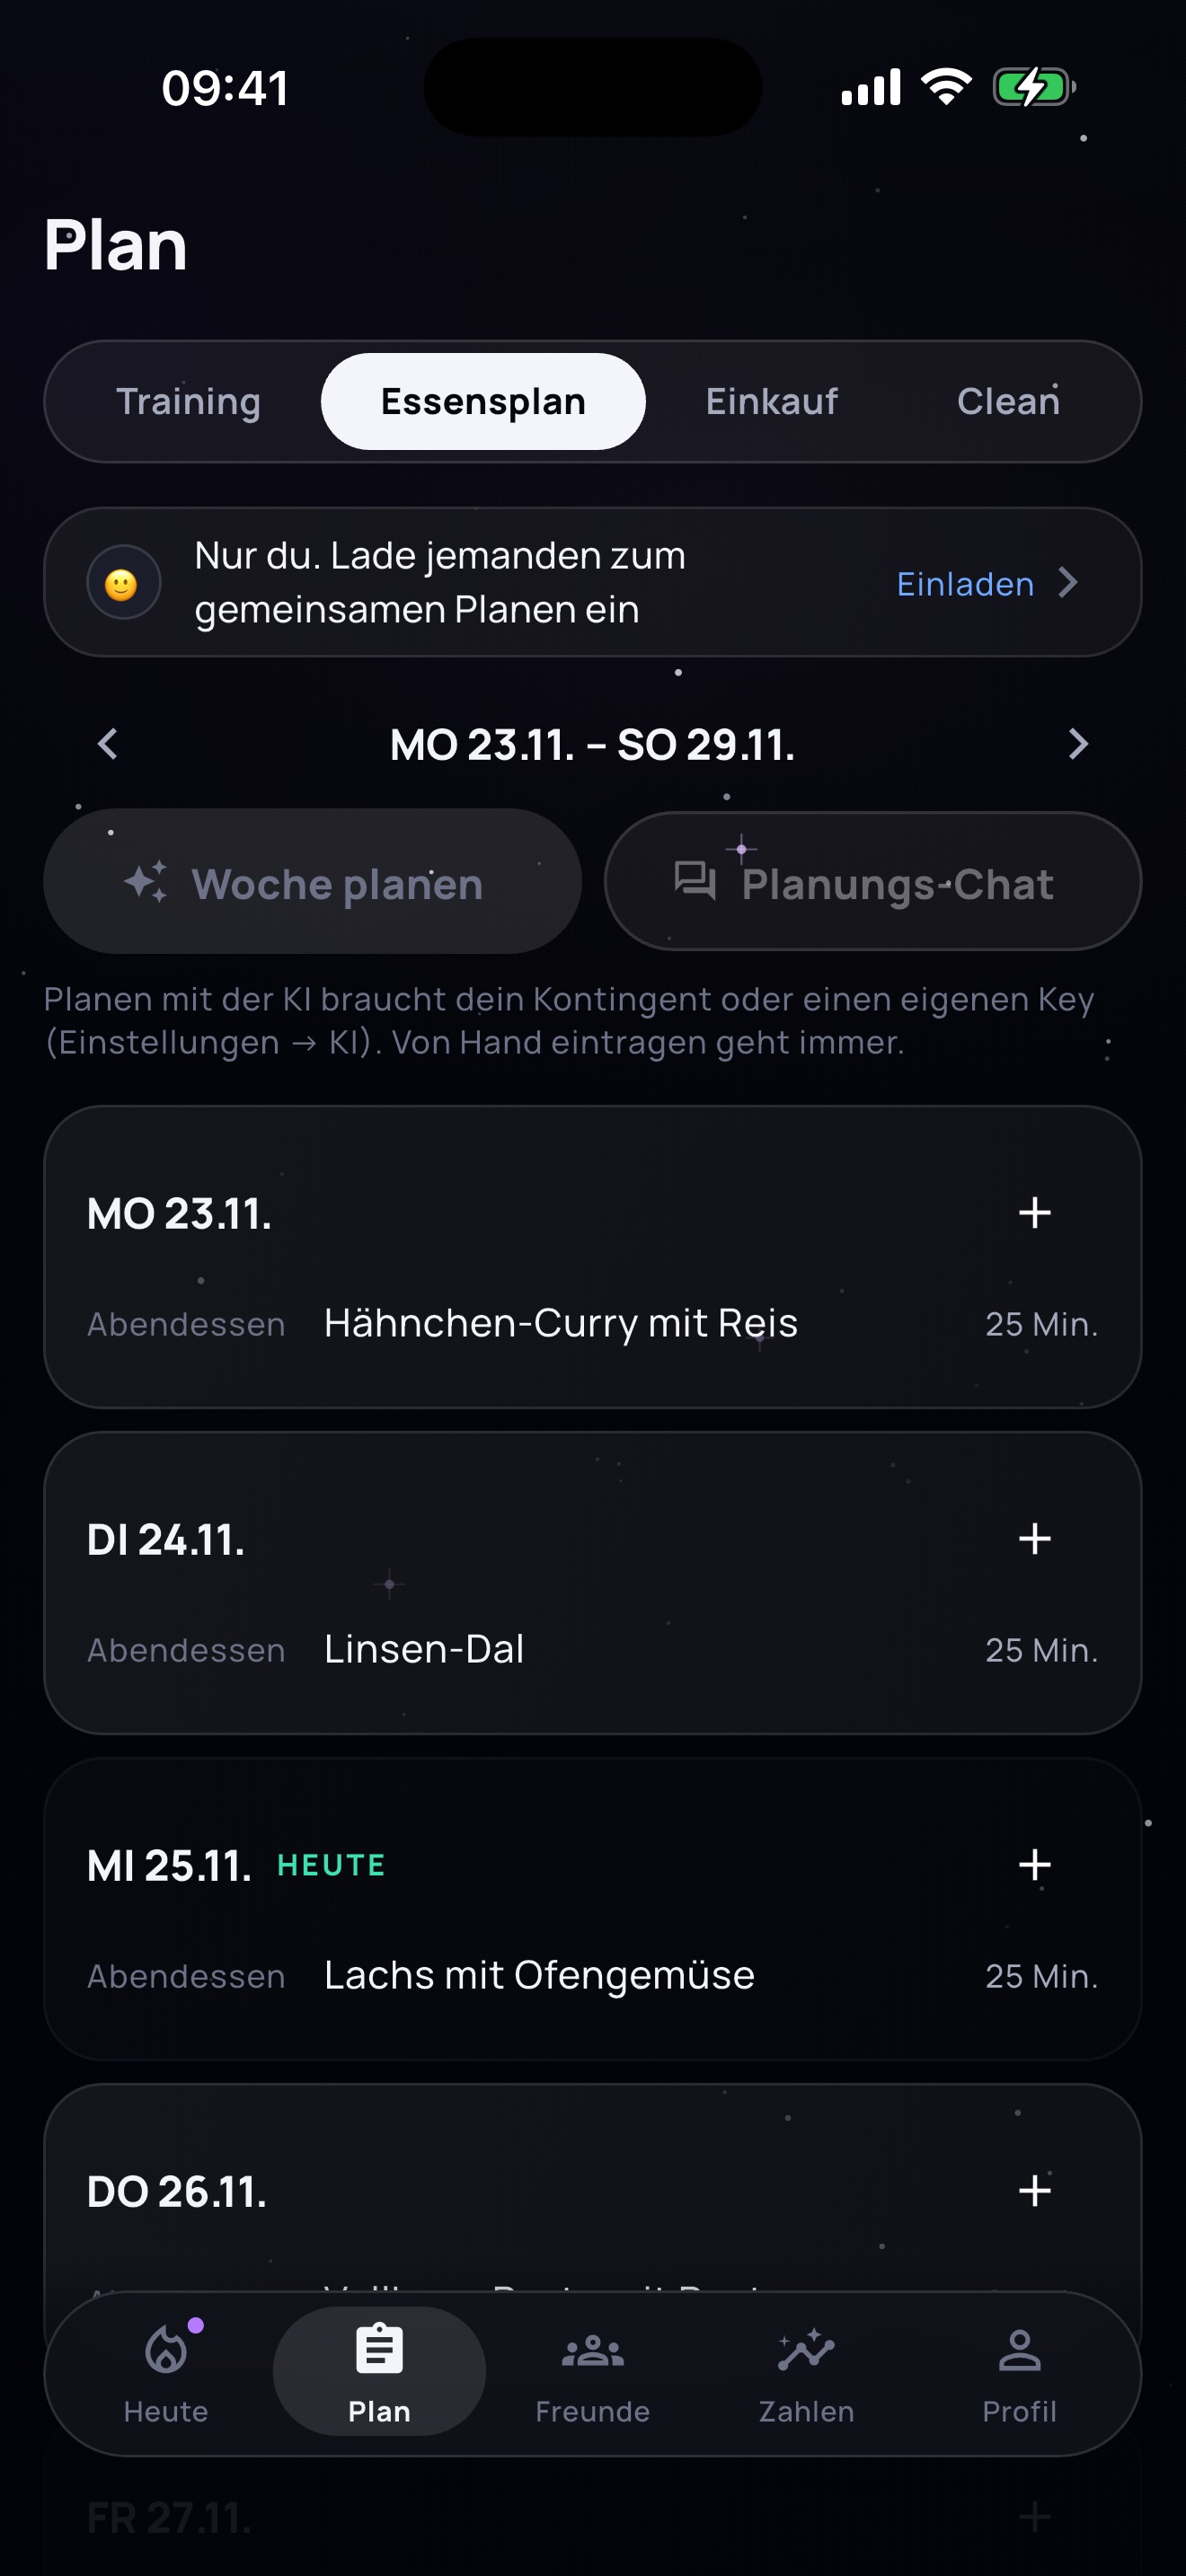 09:41
Plan
Training Essensplan Einkauf Clean
Nur du. Lade jemanden zum
gemeinsamen Planen ein
Einladen
MO 23.11. – SO 29.11.
Woche planen Planungs-Chat
Planen mit der KI braucht dein Kontingent oder einen eigenen Key
(Einstellungen → KI). Von Hand eintragen geht immer.
MO 23.11.
Abendessen Hähnchen-Curry mit Reis 25 Min.
DI 24.11.
Abendessen Linsen-Dal 25 Min.
MI 25.11. HEUTE
Abendessen Lachs mit Ofengemüse 25 Min.
DO 26.11.
Heute Plan Freunde Zahlen Profil
FR 27.11.